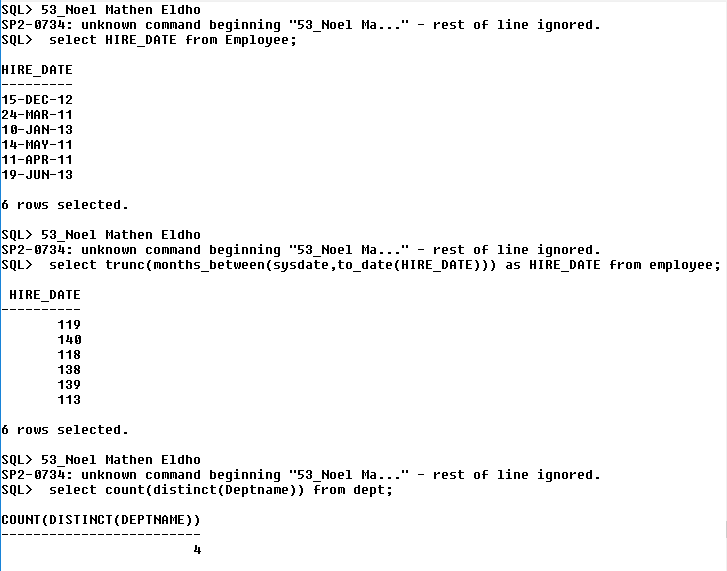 SQL> 53_Noel Mathen Eldho
SP2-0734: unknown command beginning "53_Noel Ma..." - rest of line ignored.
SQL>  select HIRE_DATE from Employee;
HIRE_DATE
---------
15-DEC-12
24-MAR-11
10-JAN-13
14-MAY-11
11-APR-11
19-JUN-13
6 rows selected.
SQL> 53_Noel Mathen Eldho
SP2-0734: unknown command beginning "53_Noel Ma..." - rest of line ignored.
SQL>  select trunc(months_between(sysdate,to_date(HIRE_DATE))) as HIRE_DATE from employee;
 HIRE_DATE
----------
       119
       140
       118
       138
       139
       113
6 rows selected.
SQL> 53_Noel Mathen Eldho
SP2-0734: unknown command beginning "53_Noel Ma..." - rest of line ignored.
SQL>  select count(distinct(Deptname)) from dept;
COUNT(DISTINCT(DEPTNAME))
-------------------------
                        4